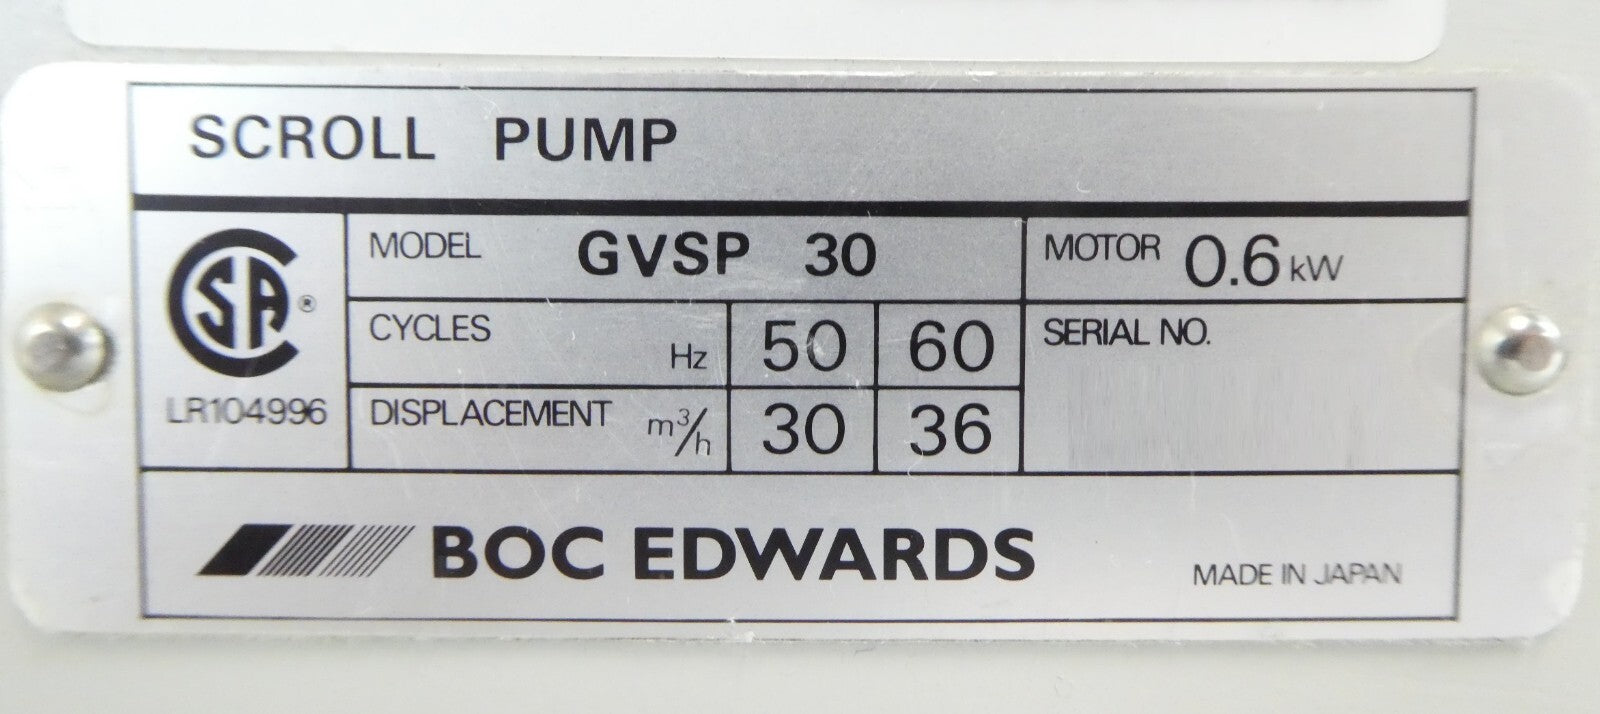 SCROLL PUMP
CSA®
LR104996
MODEL GVSP 30
MOTOR 0.6 kW
CYCLES Hz 50 60
SERIAL NO.
DISPLACEMENT m³/h 30 36
BOC EDWARDS
MADE IN JAPAN